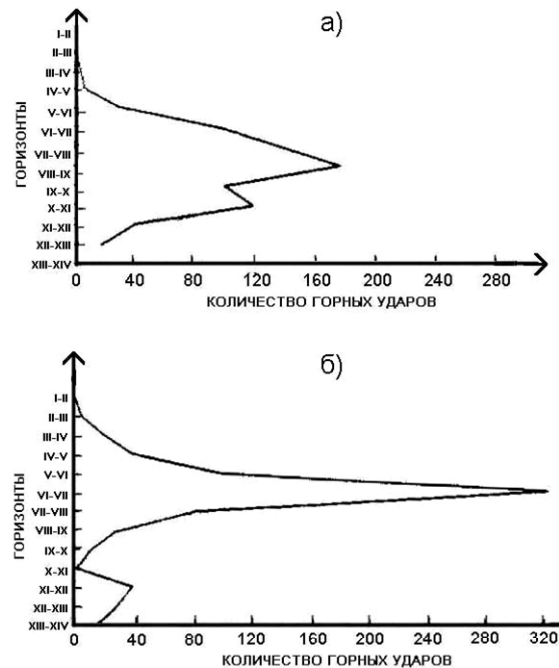 а)
ГОРИЗОНТЫ
I-II
II-III
III-IV
IV-V
V-VI
VI-VII
VII-VIII
VIII-IX
IX-X
X-XI
XI-XII
XII-XIII
XIII-XIV
0 40 80 120 160 200 240 280
КОЛИЧЕСТВО ГОРНЫХ УДАРОВ
б)
ГОРИЗОНТЫ
I-II
II-III
III-IV
IV-V
V-VI
VI-VII
VII-VIII
VIII-IX
IX-X
X-XI
XI-XII
XII-XIII
XIII-XIV
0 40 80 120 160 200 240 280 320
КОЛИЧЕСТВО ГОРНЫХ УДАРОВ